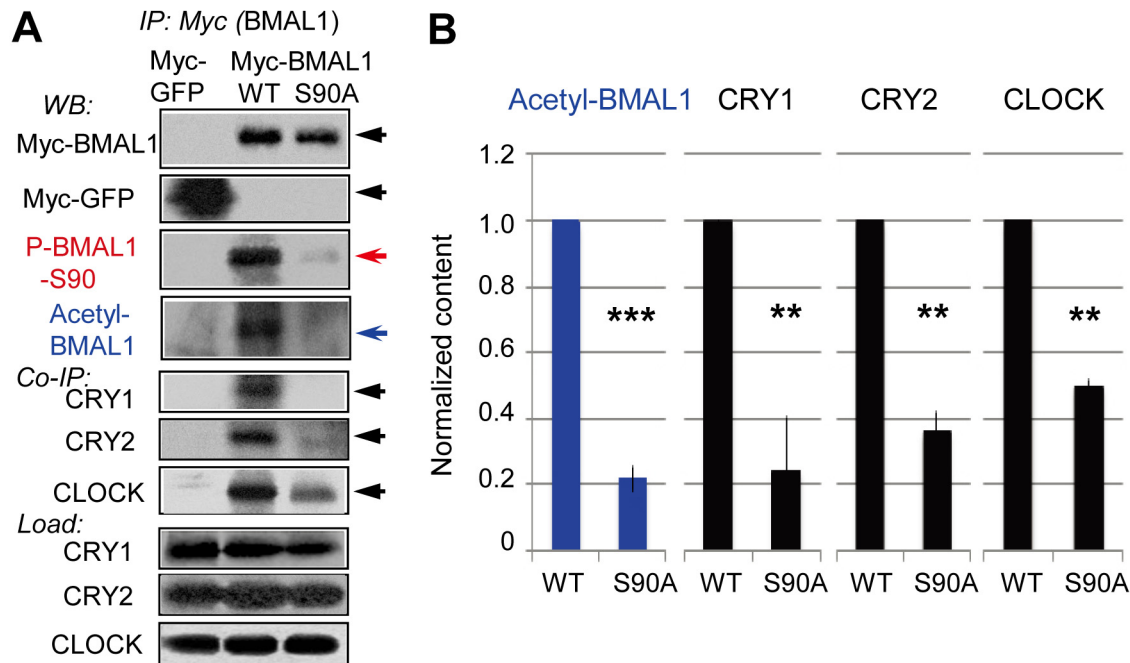 A
IP: Myc (BMAL1)
Myc-
GFP
Myc-BMAL1
WT S90A
WB:
Myc-BMAL1
Myc-GFP
P-BMAL1
-S90
Acetyl-
BMAL1
Co-IP:
CRY1
CRY2
CLOCK
Load:
CRY1
CRY2
CLOCK
B
Acetyl-BMAL1 CRY1 CRY2 CLOCK
Normalized content
1.2
1.0
0.8
0.6
0.4
0.2
0
*** ** ** **
WT S90A WT S90A WT S90A WT S90A